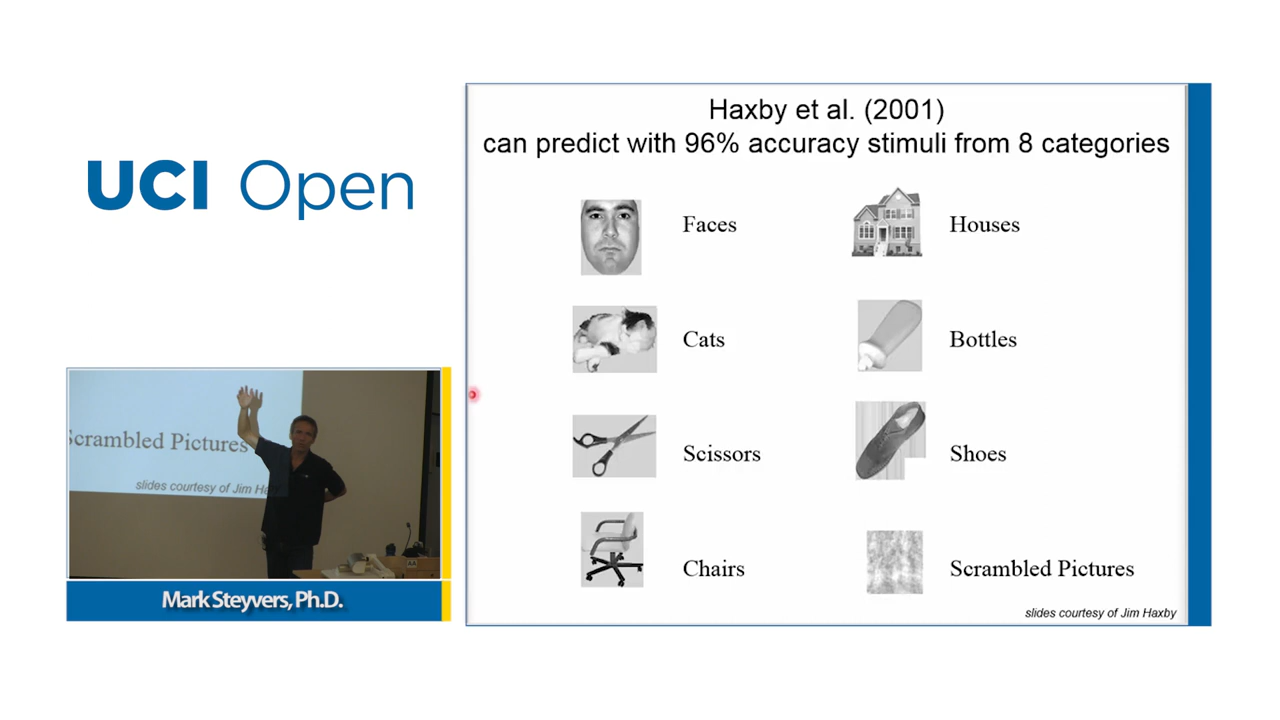 UCI Open
Haxby et al. (2001)
can predict with 96% accuracy stimuli from 8 categories
Faces
Houses
Cats
Bottles
Scissors
Shoes
Chairs
Scrambled Pictures
slides courtesy of Jim Haxby
Scrambled Pictures
slides courtesy of Jim
AA
Mark Steyvers, Ph.D.